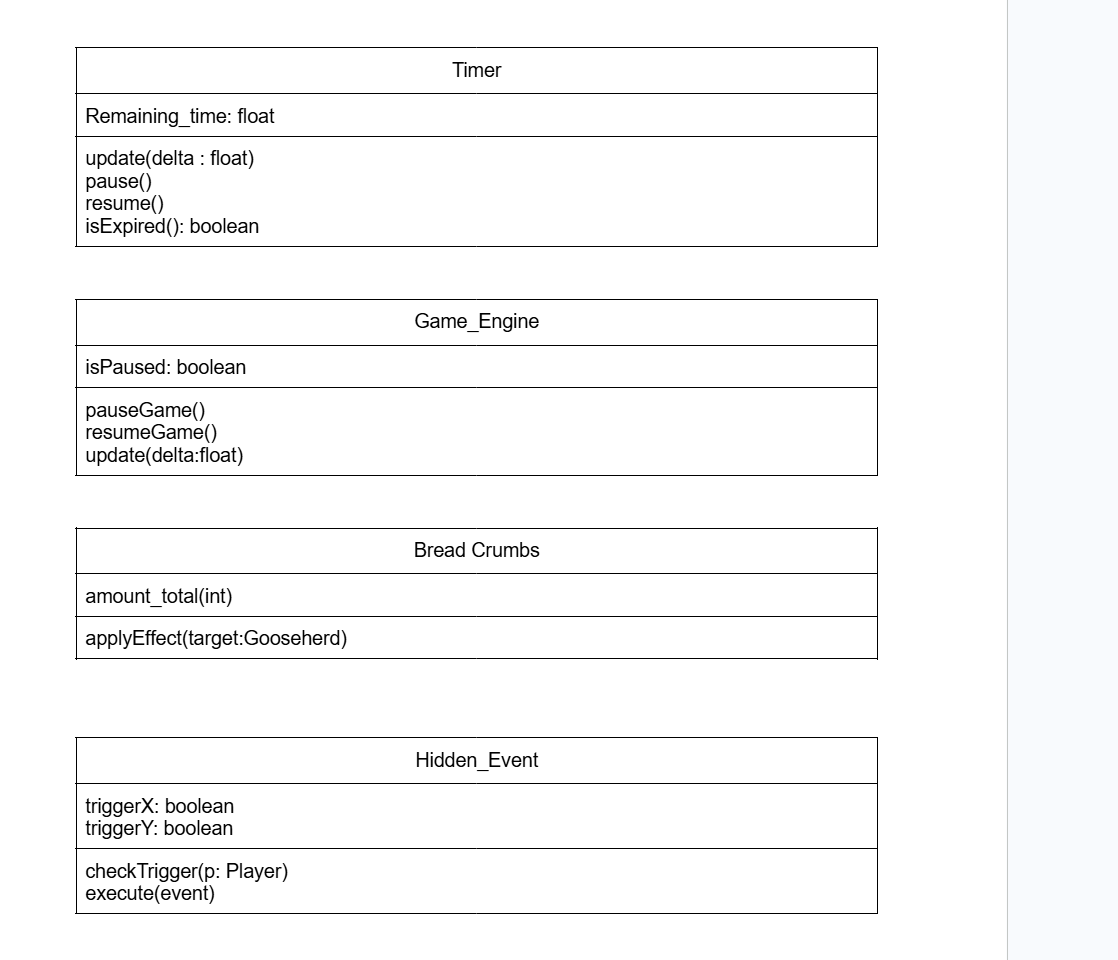 Timer
Remaining_time: float
update(delta : float)
pause()
resume()
isExpired(): boolean
Game_Engine
isPaused: boolean
pauseGame()
resumeGame()
update(delta:float)
Bread Crumbs
amount_total(int)
applyEffect(target:Gooseherd)
Hidden_Event
triggerX: boolean
triggerY: boolean
checkTrigger(p: Player)
execute(event)